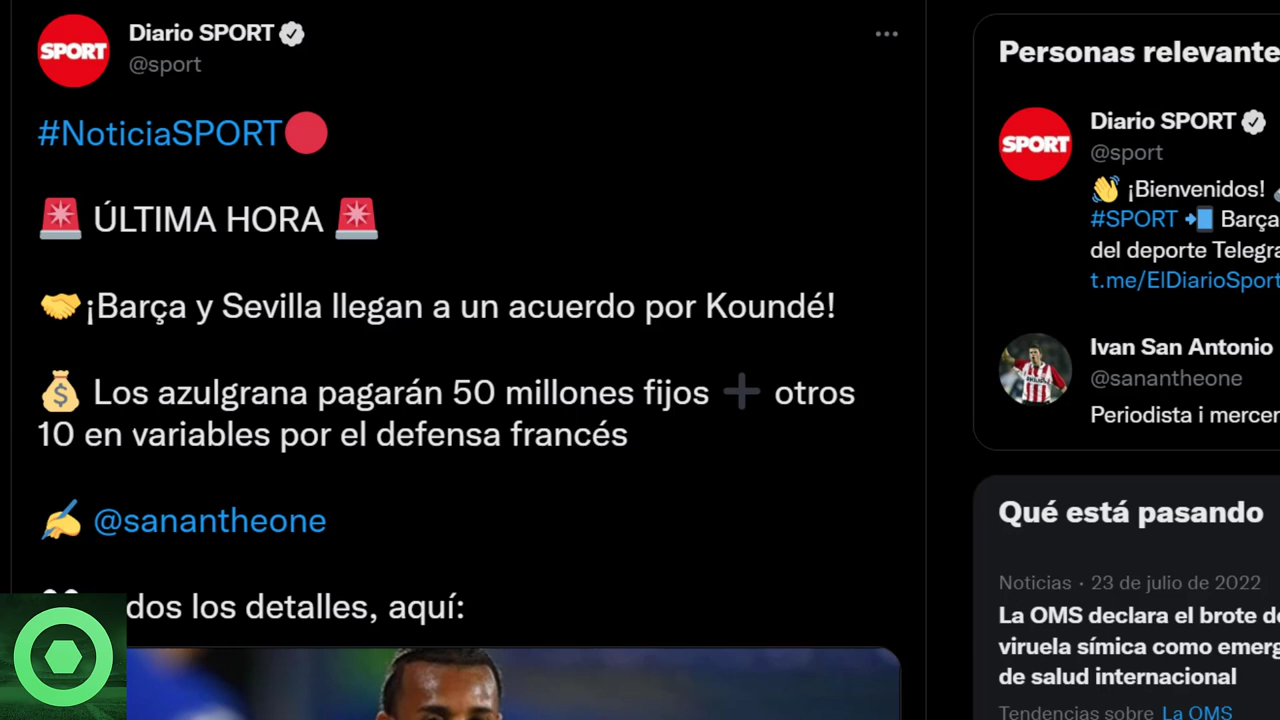 SPORT
Diario SPORT
@sport
#NoticiaSPORT
ÚLTIMA HORA
¡Barça y Sevilla llegan a un acuerdo por Koundé!
Los azulgrana pagarán 50 millones fijos ➕ otros
10 en variables por el defensa francés
@sanantheone
dos los detalles, aquí:
Personas relevante
SPORT
Diario SPORT
@sport
¡Bienvenidos!
#SPORT Barça
del deporte Telegra
t.me/ElDiarioSport
Ivan San Antonio
@sanantheone
Periodista i mercer
Qué está pasando
Noticias · 23 de julio de 2022
La OMS declara el brote de
viruela símica como emerg
de salud internacional
Tendencias sobre La OMS